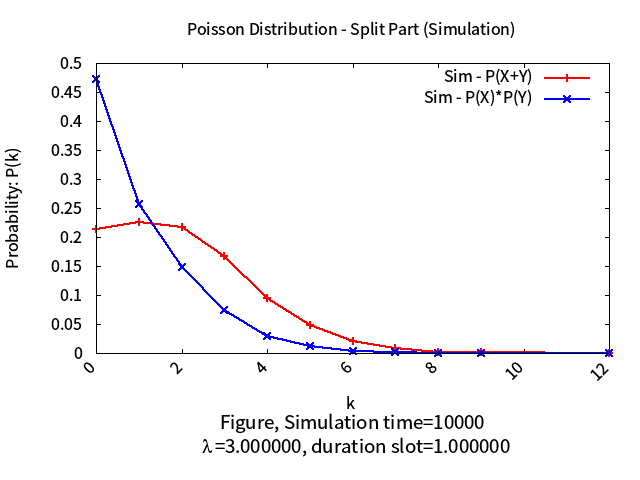 Poisson Distribution - Split Part (Simulation)
Sim - P(X+Y)
Sim - P(X)*P(Y)
Probability: P(k)
0.5
0.45
0.4
0.35
0.3
0.25
0.2
0.15
0.1
0.05
0
0 2 4 6 8 10 12
k
Figure, Simulation time=10000
λ=3.000000, duration slot=1.000000